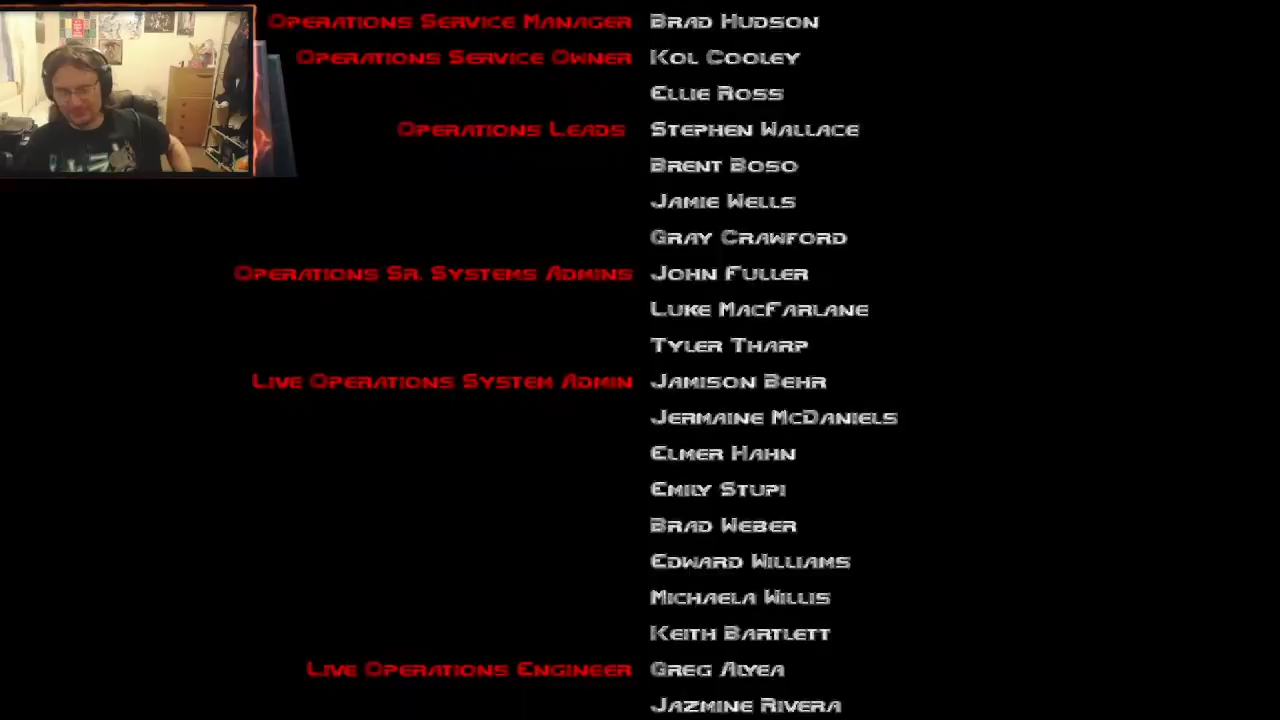 Operations Service Manager Brad Hudson
Operations Service Owner Kol Cooley
Ellie Ross
Operations Leads Stephen Wallace
Brent Boso
Jamie Wells
Gray Crawford
Operations Sr. Systems Admins John Fuller
Luke MacFarlane
Tyler Tharp
Live Operations System Admin Jamison Behr
Jermaine McDaniels
Elmer Hahn
Emily Stupi
Brad Weber
Edward Williams
Michaela Willis
Keith Bartlett
Live Operations Engineer Greg Alyea
Jazmine Rivera